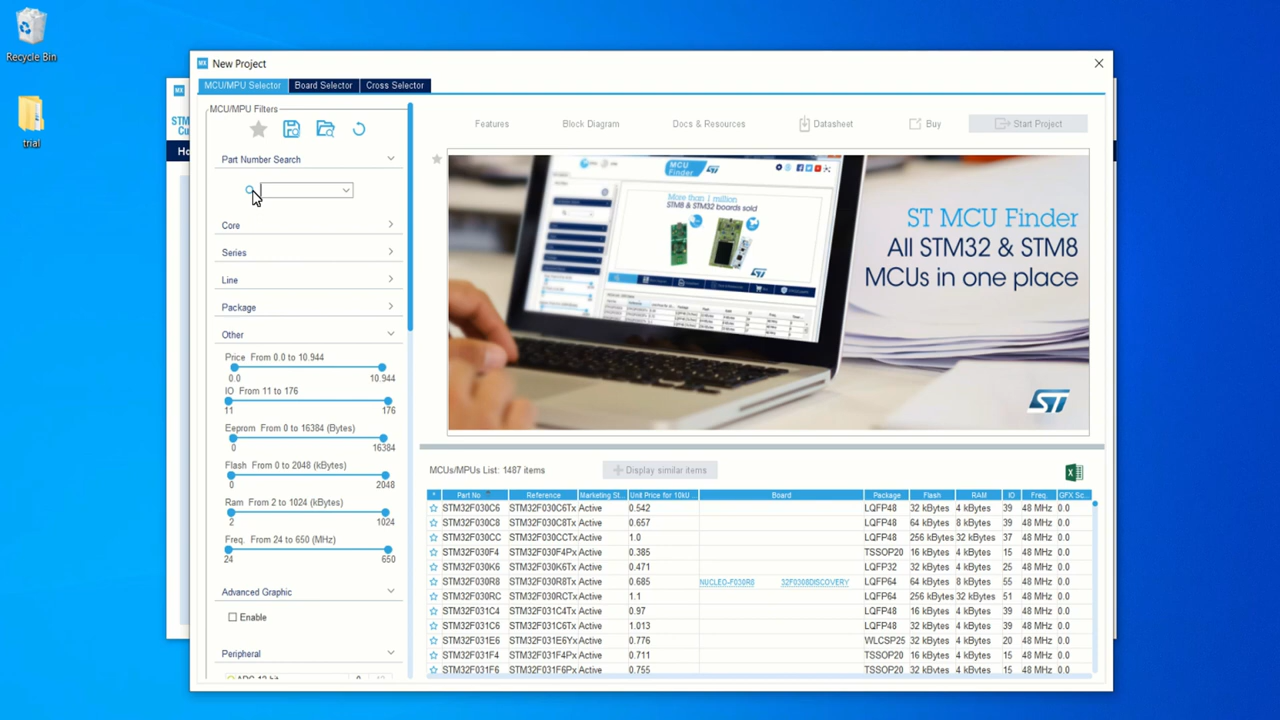 Recycle Bin
trial
STM
Cu
Ho
MX New Project
MCU/MPU Selector Board Selector Cross Selector
MCU/MPU Filters
Part Number Search
Core
Series
Line
Package
Other
Price From 0.0 to 10.944
0.0 10.944
IO From 11 to 176
11 176
Eeprom From 0 to 16384 (Bytes)
0 16384
Flash From 0 to 2048 (kBytes)
0 2048
Ram From 2 to 1024 (kBytes)
2 1024
Freq. From 24 to 650 (MHz)
24 650
Advanced Graphic
Enable
Peripheral
ADC 12-bit 0
Features Block Diagram Docs & Resources Datasheet Buy Start Project
MCU Finder
More than 1 million
STM8 & STM32 boards sold
ST MCU Finder
All STM32 & STM8
MCUs in one place
ST
MCUs/MPUs List: 1487 items
Display similar items
* Part No Reference Marketing St... Unit Price for 10kU ... Board Package Flash RAM IO Freq. GFX Sc...
STM32F030C6 STM32F030C6Tx Active 0.542 LQFP48 32 kBytes 4 kBytes 39 48 MHz 0.0
STM32F030C8 STM32F030C8Tx Active 0.657 LQFP48 64 kBytes 8 kBytes 39 48 MHz 0.0
STM32F030CC STM32F030CCTx Active 1.0 LQFP48 256 kBytes 32 kBytes 37 48 MHz 0.0
STM32F030F4 STM32F030F4Px Active 0.385 TSSOP20 16 kBytes 4 kBytes 15 48 MHz 0.0
STM32F030K6 STM32F030K6Tx Active 0.471 LQFP32 32 kBytes 4 kBytes 25 48 MHz 0.0
STM32F030R8 STM32F030R8Tx Active 0.685 NUCLEO-F030R8 32F0308DISCOVERY LQFP64 64 kBytes 8 kBytes 55 48 MHz 0.0
STM32F030RC STM32F030RCTx Active 1.1 LQFP64 256 kBytes 32 kBytes 51 48 MHz 0.0
STM32F031C4 STM32F031C4Tx Active 0.97 LQFP48 16 kBytes 4 kBytes 39 48 MHz 0.0
STM32F031C6 STM32F031C6Tx Active 1.013 LQFP48 32 kBytes 4 kBytes 39 48 MHz 0.0
STM32F031E6 STM32F031E6Yx Active 0.776 WLCSP25 32 kBytes 4 kBytes 20 48 MHz 0.0
STM32F031F4 STM32F031F4Px Active 0.711 TSSOP20 16 kBytes 4 kBytes 15 48 MHz 0.0
STM32F031F6 STM32F031F6Px Active 0.755 TSSOP20 32 kBytes 4 kBytes 15 48 MHz 0.0